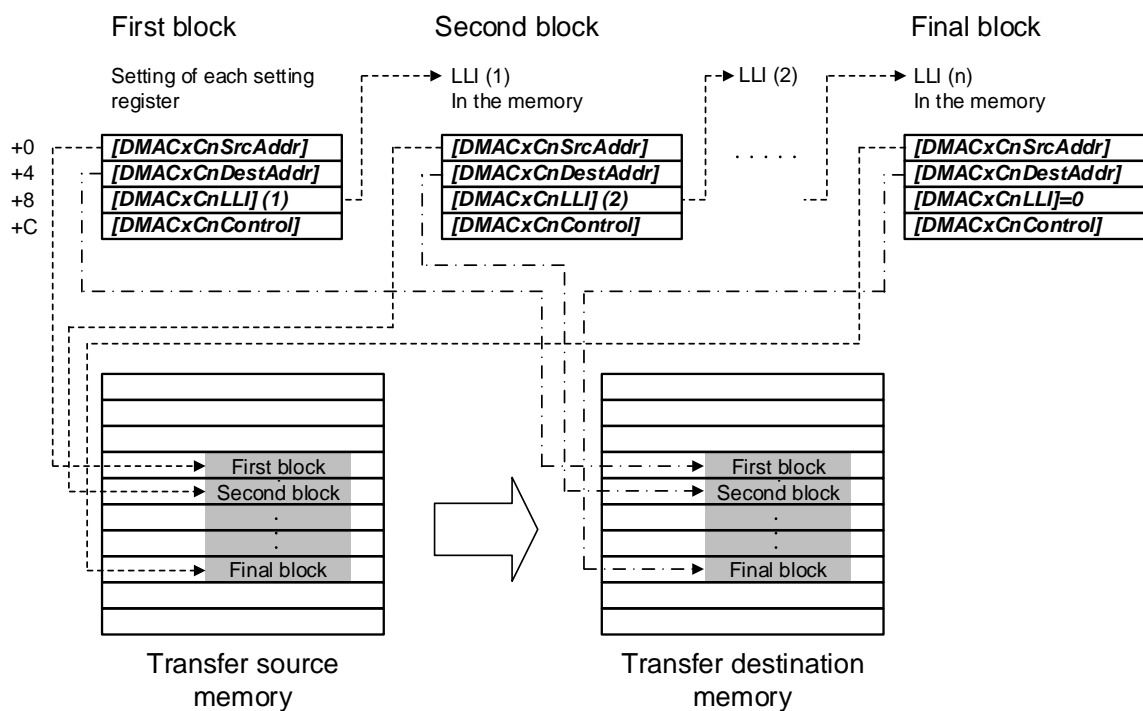 First block
Second block
Final block
Setting of each setting
register
LLI (1)
In the memory
LLI (2)
LLI (n)
In the memory
+0
+4
+8
+C
[DMACxCnSrcAddr]
[DMACxCnDestAddr]
[DMACxCnLLI] (1)
[DMACxCnControl]
[DMACxCnSrcAddr]
[DMACxCnDestAddr]
[DMACxCnLLI] (2)
[DMACxCnControl]
. . . . .
[DMACxCnSrcAddr]
[DMACxCnDestAddr]
[DMACxCnLLI]=0
[DMACxCnControl]
First block
Second block
Final block
Transfer source
memory
First block
Second block
Final block
Transfer destination
memory